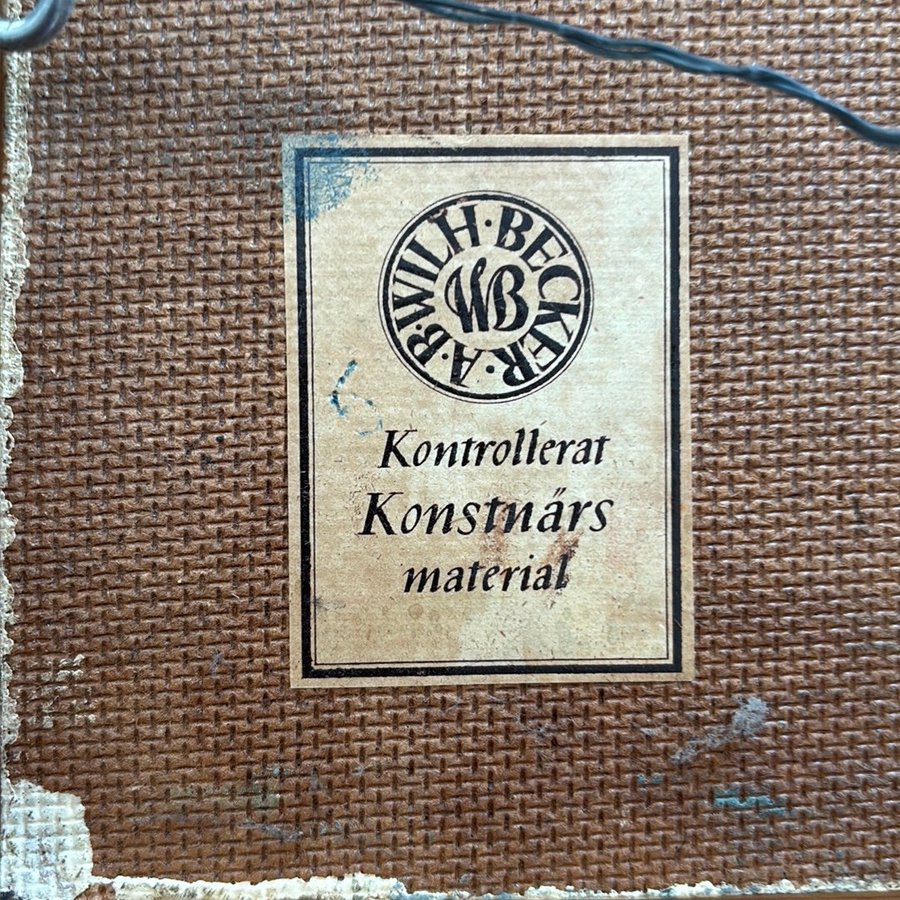 A·B·WILH·BECKER·
WB
Kontrollerat
Konstnärs
material